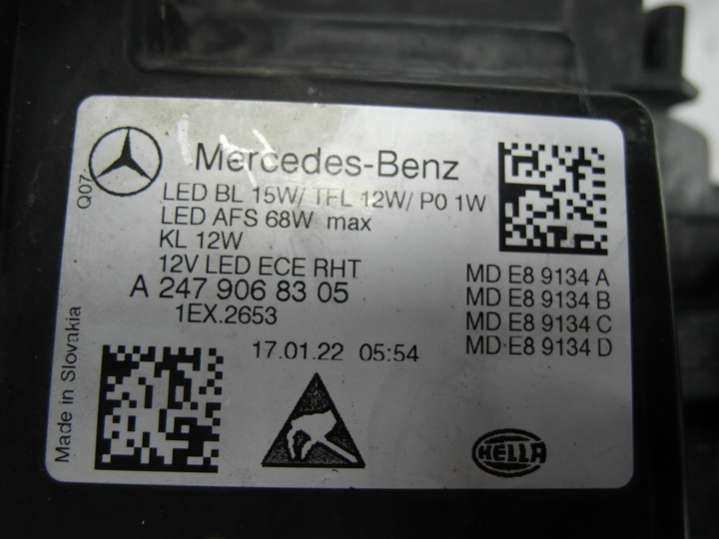 Mercedes-Benz
LED BL 15W/ TFL 12W/ PO 1W
LED AFS 68W max
KL 12W
12V LED ECE RHT
A 247 906 83 05
1EX.2653
17.01.22 05:54
MD E8 9134 A
MD E8 9134 B
MD E8 9134 C
MD E8 9134 D
Q07
Made in Slovakia
HELLA